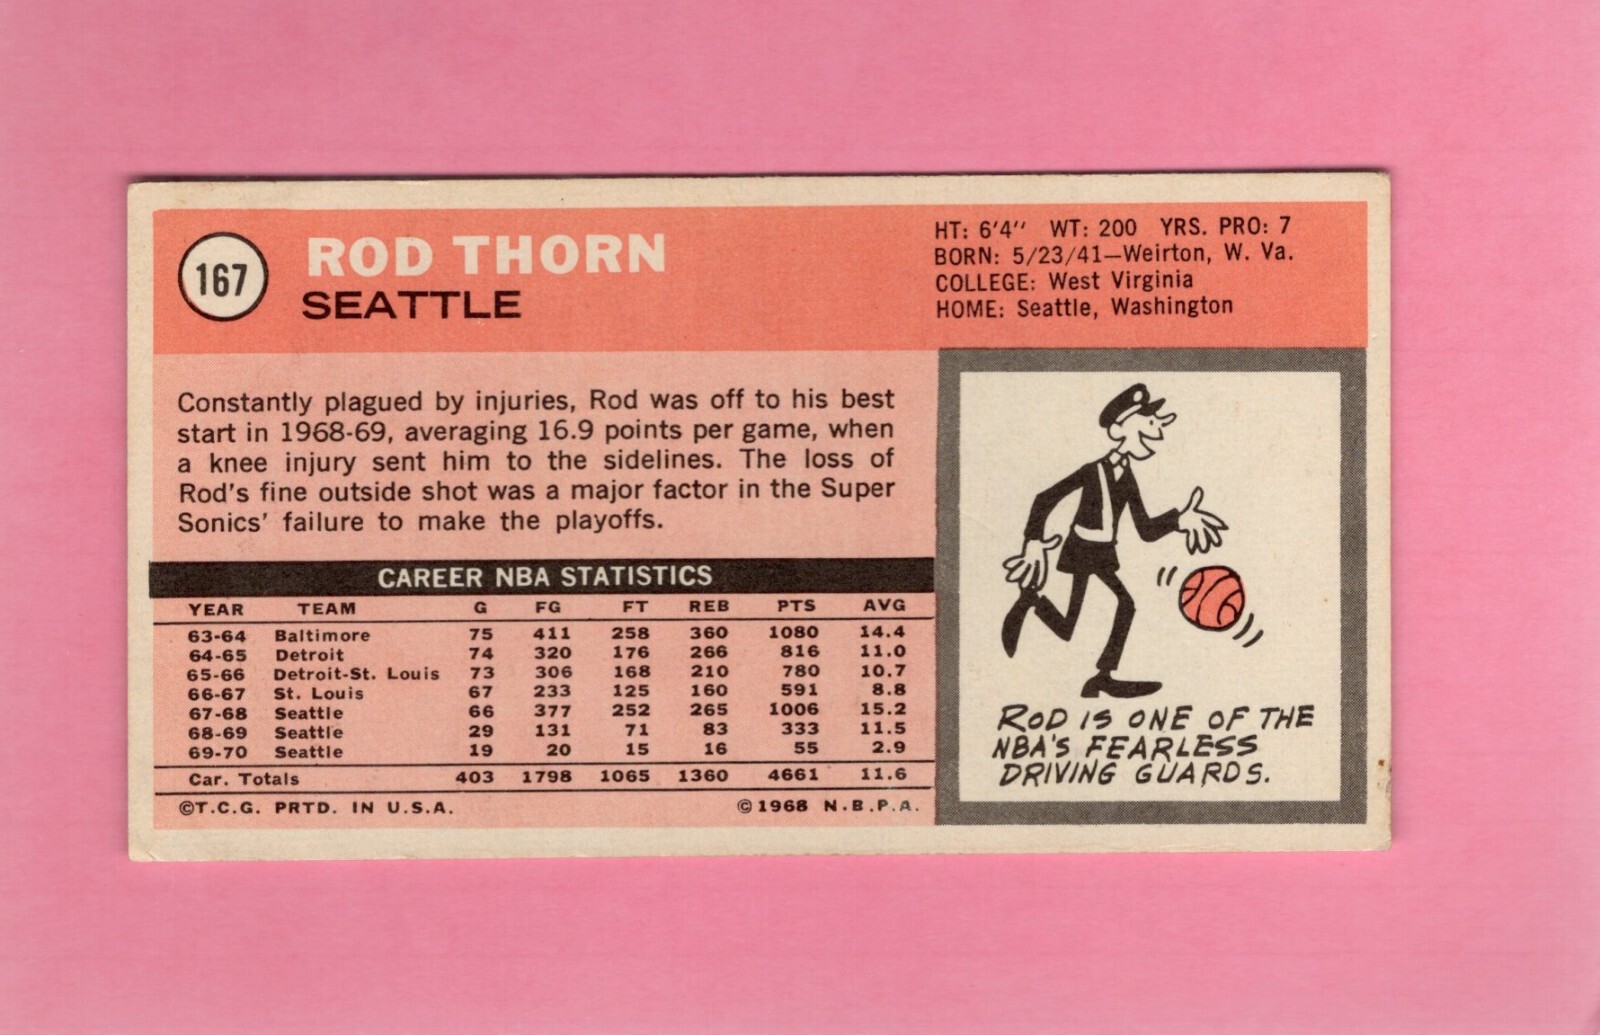 167
ROD THORN
SEATTLE
HT: 6'4" WT: 200 YRS. PRO: 7
BORN: 5/23/41—Weirton, W. Va.
COLLEGE: West Virginia
HOME: Seattle, Washington
Constantly plagued by injuries, Rod was off to his best
start in 1968-69, averaging 16.9 points per game, when
a knee injury sent him to the sidelines. The loss of
Rod's fine outside shot was a major factor in the Super
Sonics' failure to make the playoffs.
CAREER NBA STATISTICS
YEAR TEAM G FG FT REB PTS AVG
63-64 Baltimore 75 411 258 360 1080 14.4
64-65 Detroit 74 320 176 266 816 11.0
65-66 Detroit-St. Louis 73 306 168 210 780 10.7
66-67 St. Louis 67 233 125 160 591 8.8
67-68 Seattle 66 377 252 265 1006 15.2
68-69 Seattle 29 131 71 83 333 11.5
69-70 Seattle 19 20 15 16 55 2.9
Car. Totals 403 1798 1065 1360 4661 11.6
©T.C.G. PRTD. IN U.S.A. ©1968 N.B.P.A.
ROD IS ONE OF THE
NBA'S FEARLESS
DRIVING GUARDS.